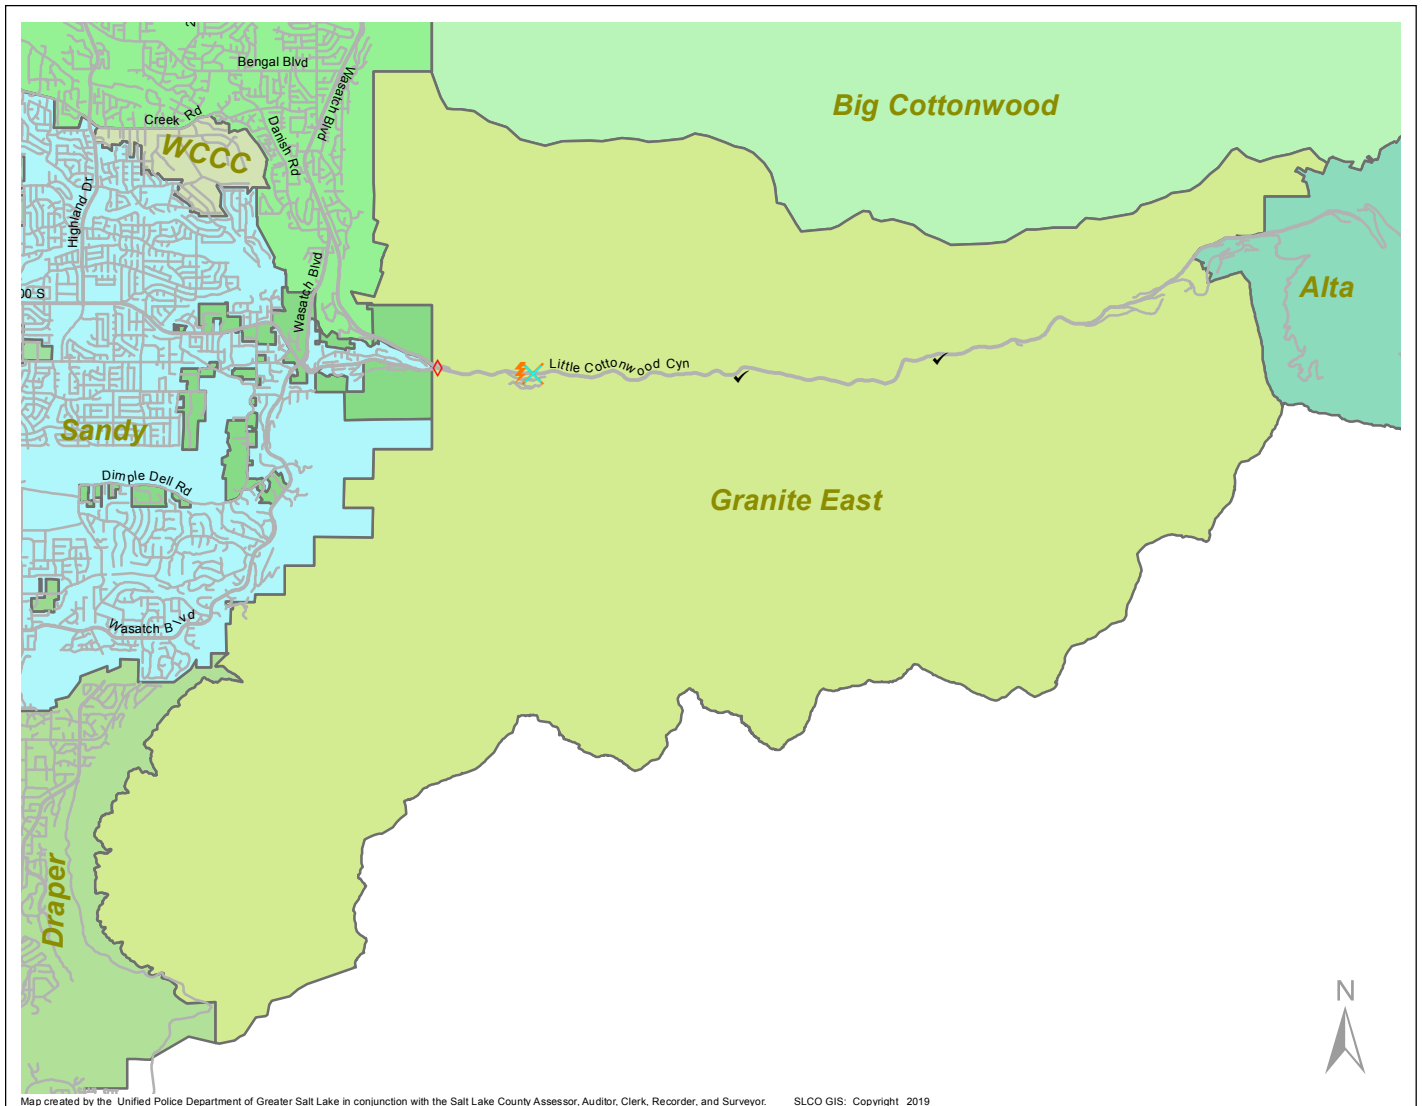 Bengal Blvd
Wasatch Blvd
Big Cottonwood
Creek Rd
Danish Rd
WCCC
Highland Dr
Wasatch Blvd
00 S
Alta
Little Cottonwood Cyn
Sandy
Dimple Dell Rd
Granite East
Wasatch Blvd
Draper
N
Map created by the Unified Police Department of Greater Salt Lake in conjunction with the Salt Lake County Assessor, Auditor, Clerk, Recorder, and Surveyor. SLCO GIS: Copyright 2019